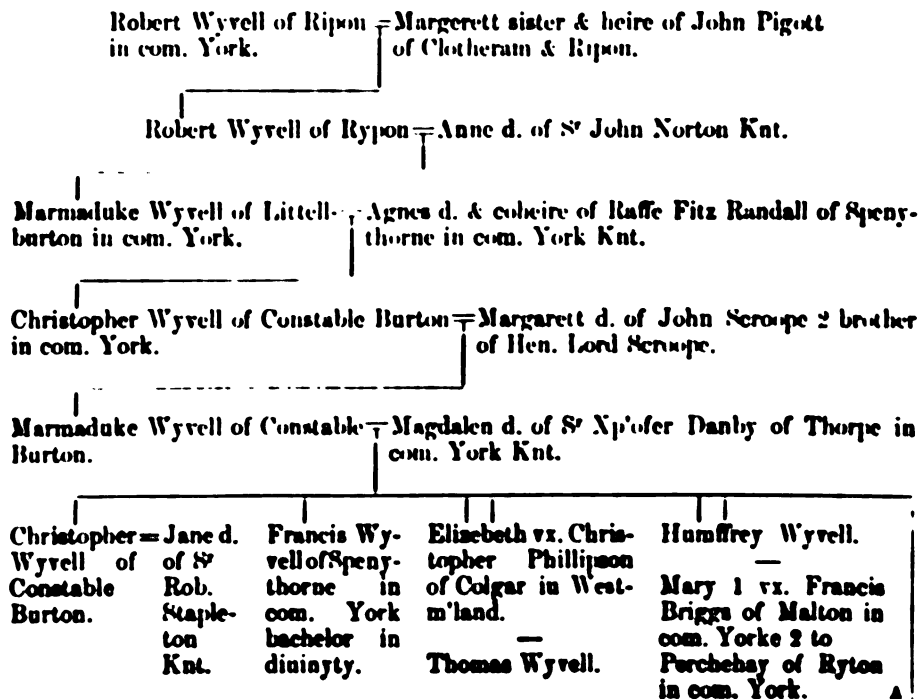 Robert Wyvell of Ripon = Margerett sister & heire of John Pigott
in com. York. of Clotheram & Ripon.
Robert Wyvell of Rypon = Anne d. of Sr John Norton Knt.
Marmaduke Wyvell of Littell- Agnes d. & coheire of Raffe Fitz Randall of Speny-
burton in com. York. thorne in com. York Knt.
Christopher Wyvell of Constable Burton = Margarett d. of John Scroope 2 brother
in com. York. of Hen. Lord Scroope.
Marmaduke Wyvell of Constable = Magdalen d. of Sr Xp'ofer Danby of Thorpe in
Burton. com. York Knt.
Christopher =
Wyvell of
Constable
Burton.
Jane d.
of Sr
Rob.
Staple-
ton
Knt.
Francis Wy-
vell of Speny-
thorne in
com. York
bachelor in
dininyty.
Elizebeth vx. Chris-
topher Phillipson
of Colgar in West-
m'land.
—
Thomas Wyvell.
Humffrey Wyvell.
—
Mary 1 vx. Francis
Briggs of Malton in
com. Yorke 2 to
Perchehay of Ryton
in com. York.
A